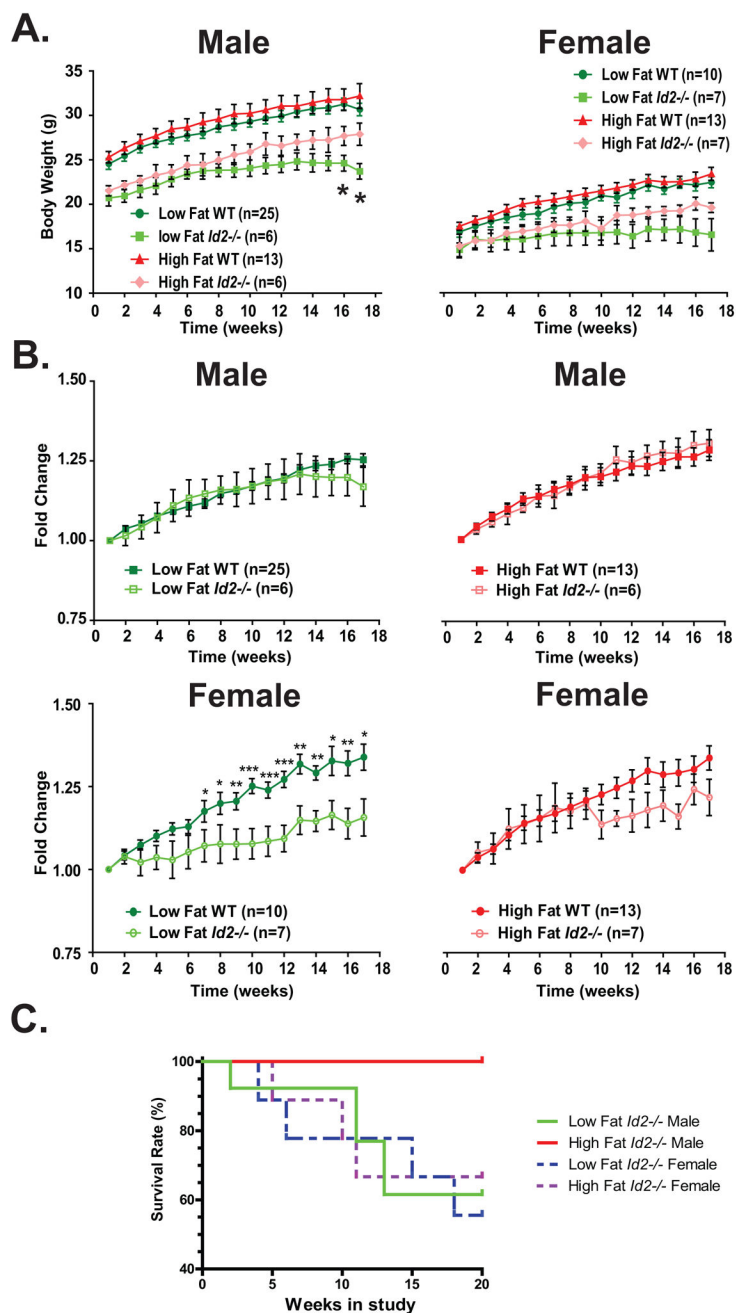 A.
Male
Female
35
30
25
20
15
10
Body Weight (g)
Low Fat WT (n=25)
low Fat Id2-/- (n=6)
High Fat WT (n=13)
High Fat Id2-/- (n=6)
* *
0 2 4 6 8 10 12 14 16 18
Time (weeks)
Low Fat WT (n=10)
Low Fat Id2-/- (n=7)
High Fat WT (n=13)
High Fat Id2-/- (n=7)
0 2 4 6 8 10 12 14 16 18
Time (weeks)
B.
Male
Male
1.50
1.25
1.00
0.75
Fold Change
Low Fat WT (n=25)
Low Fat Id2-/- (n=6)
0 2 4 6 8 10 12 14 16 18
Time (weeks)
High Fat WT (n=13)
High Fat Id2-/- (n=6)
0 2 4 6 8 10 12 14 16 18
Time (weeks)
Female
Female
1.50
1.25
1.00
0.75
Fold Change
* * ** *** *** *** ** ** * ** *
Low Fat WT (n=10)
Low Fat Id2-/- (n=7)
0 2 4 6 8 10 12 14 16 18
Time (weeks)
High Fat WT (n=13)
High Fat Id2-/- (n=7)
0 2 4 6 8 10 12 14 16 18
Time (weeks)
C.
100
80
60
40
Survival Rate (%)
0 5 10 15 20
Weeks in study
Low Fat Id2-/- Male
High Fat Id2-/- Male
Low Fat Id2-/- Female
High Fat Id2-/- Female